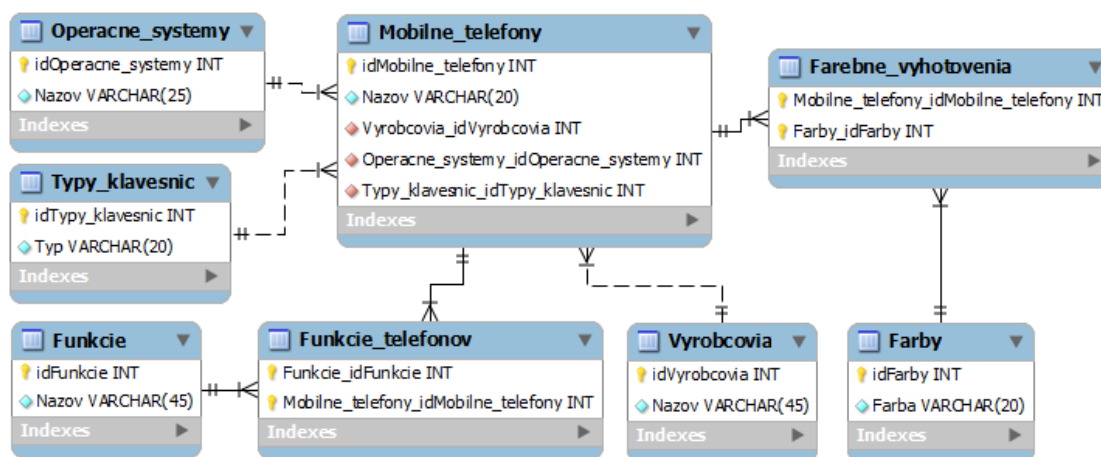 Operacne_systemy
idOperacne_systemy INT
Nazov VARCHAR(25)
Indexes
Mobilne_telefony
idMobilne_telefony INT
Nazov VARCHAR(20)
Vyrobcovia_idVyrobcovia INT
Operacne_systemy_idOperacne_systemy INT
Typy_klavesnic_idTypy_klavesnic INT
Indexes
Farebne_vyhotovenia
Mobilne_telefony_idMobilne_telefony INT
Farby_idFarby INT
Indexes
Typy_klavesnic
idTypy_klavesnic INT
Typ VARCHAR(20)
Indexes
Funkcie
idFunkcie INT
Nazov VARCHAR(45)
Indexes
Funkcie_telefonov
Funkcie_idFunkcie INT
Mobilne_telefony_idMobilne_telefony INT
Indexes
Vyrobcovia
idVyrobcovia INT
Nazov VARCHAR(45)
Indexes
Farby
idFarby INT
Farba VARCHAR(20)
Indexes